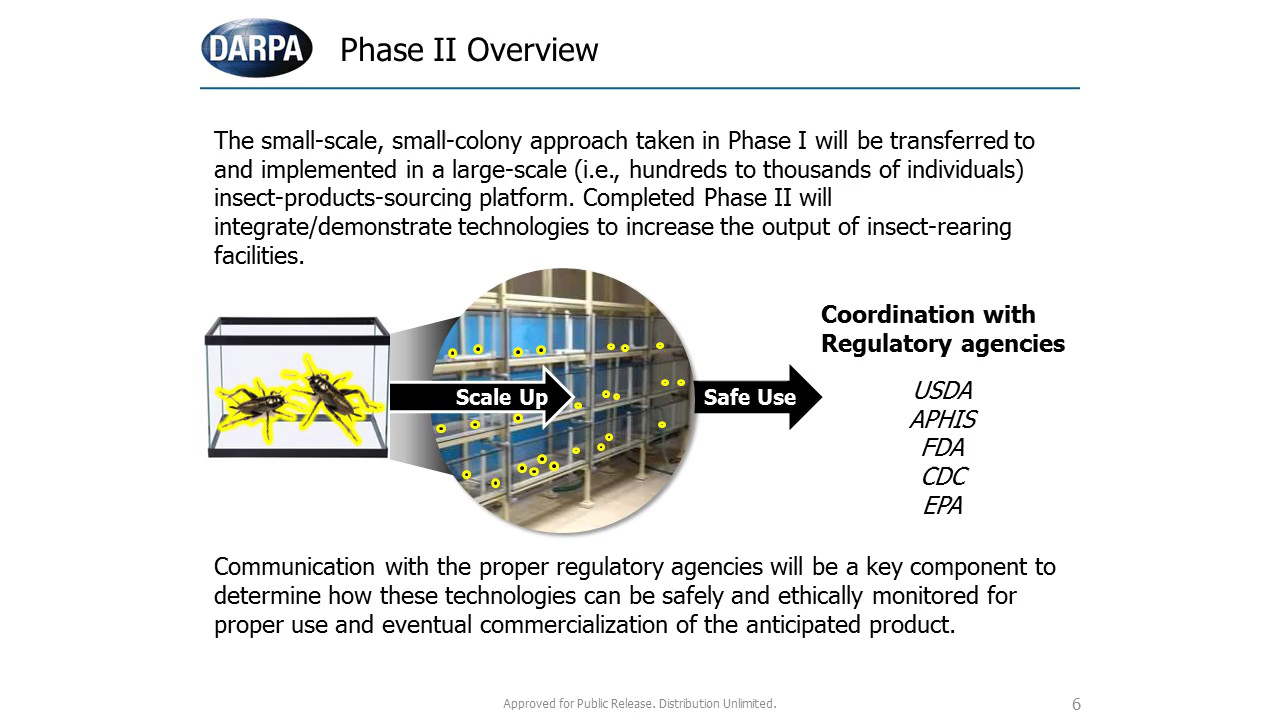 DARPA
Phase II Overview
The small-scale, small-colony approach taken in Phase I will be transferred to
and implemented in a large-scale (i.e., hundreds to thousands of individuals)
insect-products-sourcing platform. Completed Phase II will
integrate/demonstrate technologies to increase the output of insect-rearing
facilities.
Scale Up
Safe Use
Coordination with
Regulatory agencies
USDA
APHIS
FDA
CDC
EPA
Communication with the proper regulatory agencies will be a key component to
determine how these technologies can be safely and ethically monitored for
proper use and eventual commercialization of the anticipated product.
Approved for Public Release. Distribution Unlimited.
6